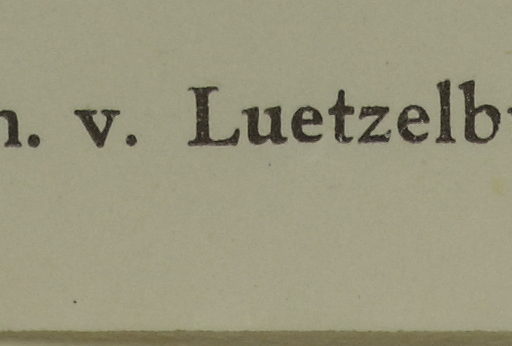 n. v. Luetzelb